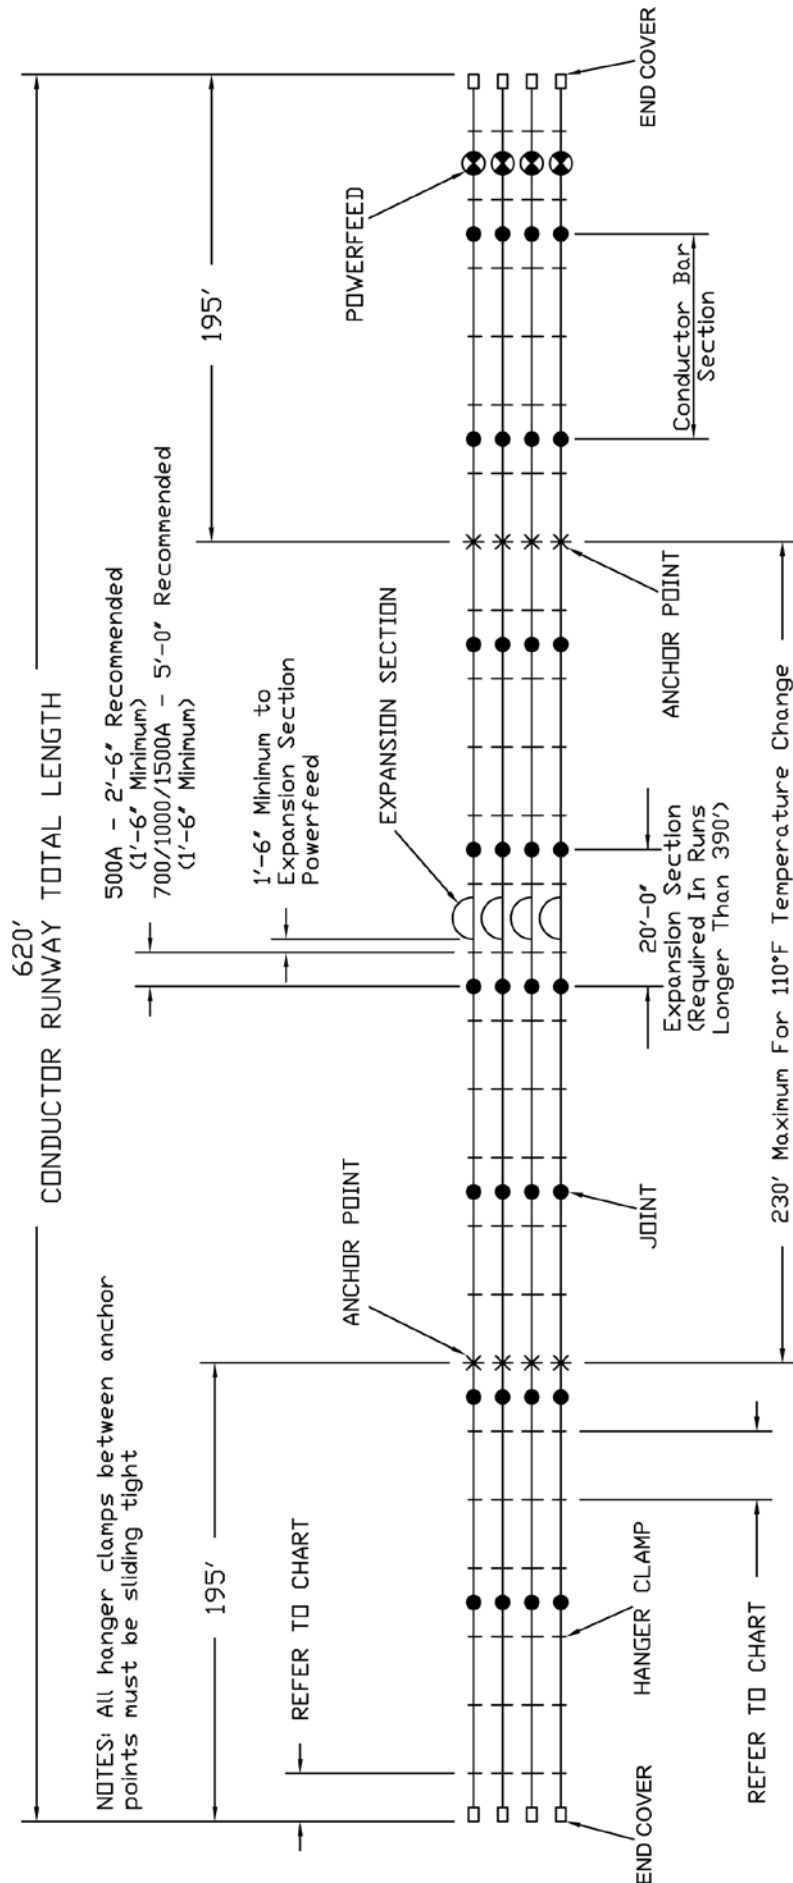 620'
CONDUCTOR RUNWAY TOTAL LENGTH
NOTES: All hanger clamps between anchor
points must be sliding tight
195'
REFER TO CHART
ANCHOR POINT
500A - 2'-6" Recommended
(1'-6" Minimum)
700/1000/1500A - 5'-0" Recommended
(1'-6" Minimum)
1'-6" Minimum to
Expansion Section
Powerfeed
EXPANSION SECTION
195'
POWERFEED
END COVER
END COVER
HANGER CLAMP
REFER TO CHART
JOINT
20'-0"
Expansion Section
(Required In Runs
Longer Than 390')
ANCHOR POINT
Conductor Bar
Section
230' Maximum For 110°F Temperature Change